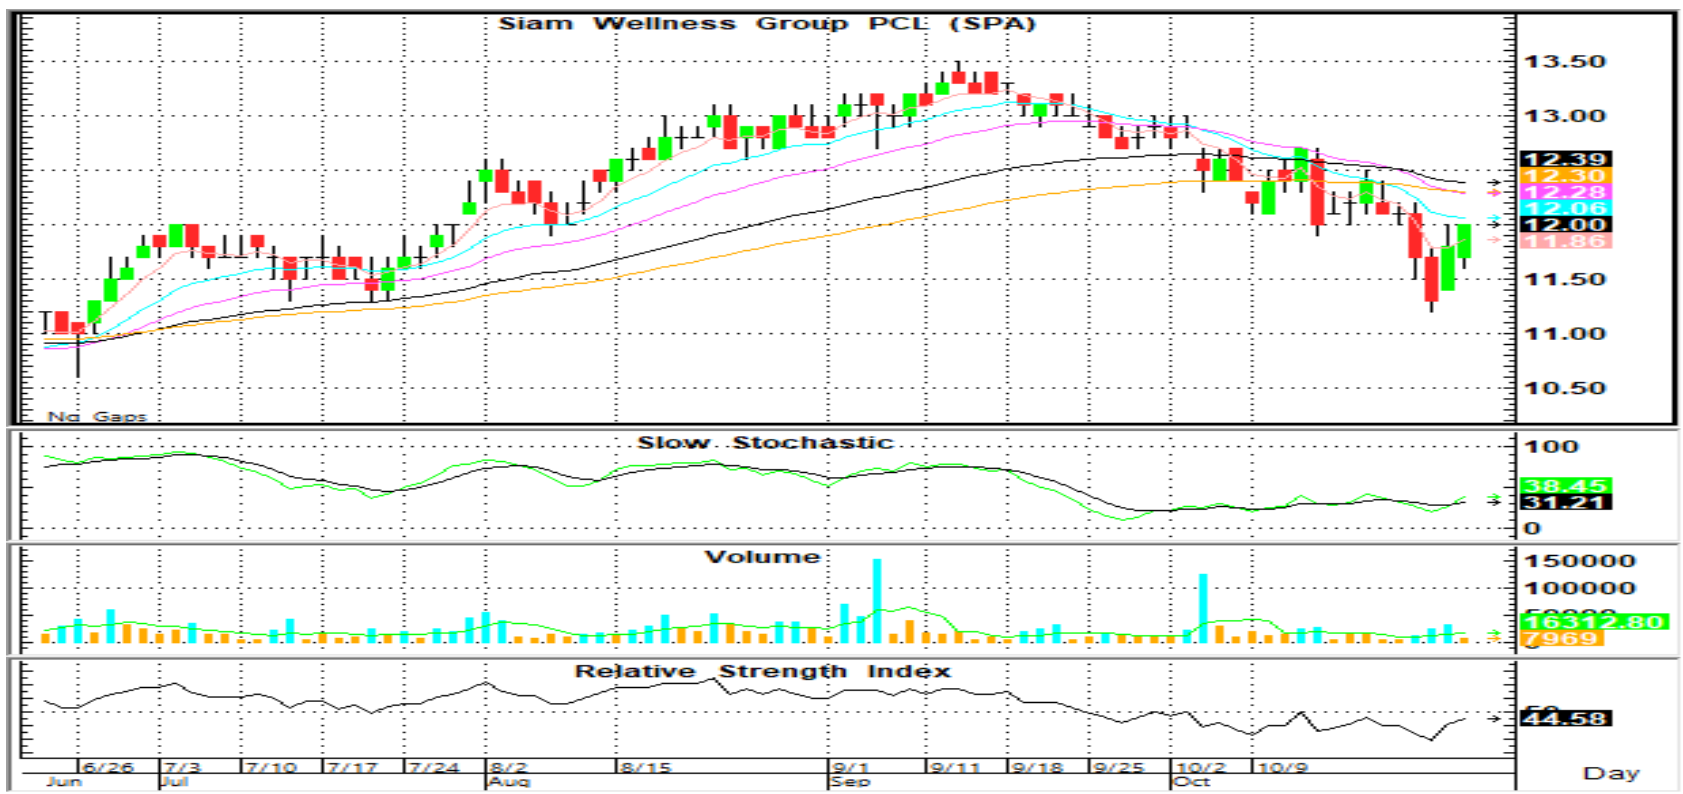 Siam Wellness Group PCL (SPA)
13.50
13.00
12.39
12.30
12.28
12.06
12.00
11.86
11.50
11.00
10.50
No Gaps
Slow Stochastic
100
38.45
31.21
0
Volume
150000
100000
16312.80
7969
Relative Strength Index
44.58
6/26 7/3 7/10 7/17 7/24 8/2 8/15 9/1 9/11 9/18 9/25 10/2 10/9
Jun Jul Aug Sep Oct
Day